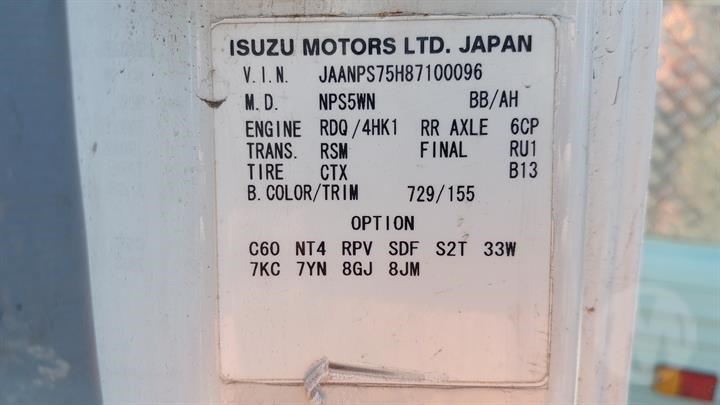 ISUZU MOTORS LTD. JAPAN
V.I.N. JAANPS75H87100096
M.D. NPS5WN BB/AH
ENGINE RDQ/4HK1 RR AXLE 6CP
TRANS. RSM FINAL RU1
TIRE CTX B13
B.COLOR/TRIM 729/155
OPTION
C60 NT4 RPV SDF S2T 33W
7KC 7YN 8GJ 8JM